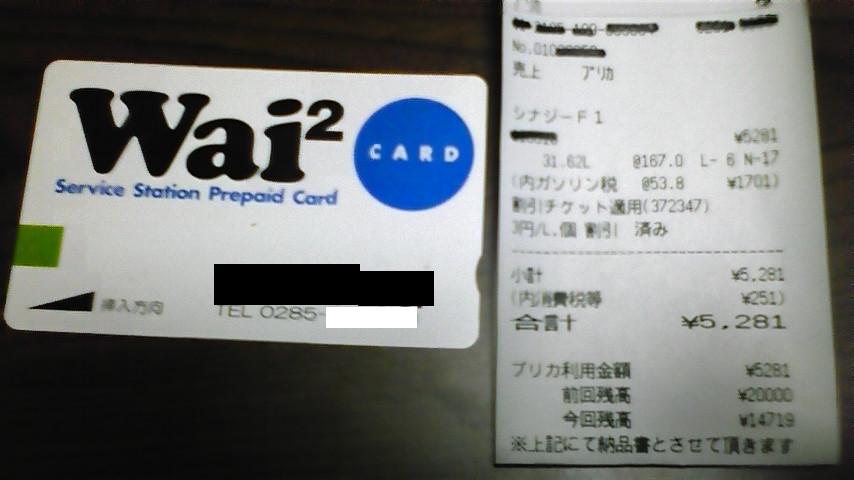 Wai²
CARD
Service Station Prepaid Card
挿入方向
TEL 0285-
No.010
売上 プリカ
シナジーF1
¥5281
31.62L @167.0 L- 6 N-17
(内ガソリン税 @53.8 ¥1701)
割引チケット適用(372347)
3円/L.個 割引 済み
小計 ¥5,281
(内消費税等 ¥251)
合計 ¥5,281
プリカ利用金額 ¥5281
前回残高 ¥20000
今回残高 ¥14719
※上記にて納品書とさせて頂きます